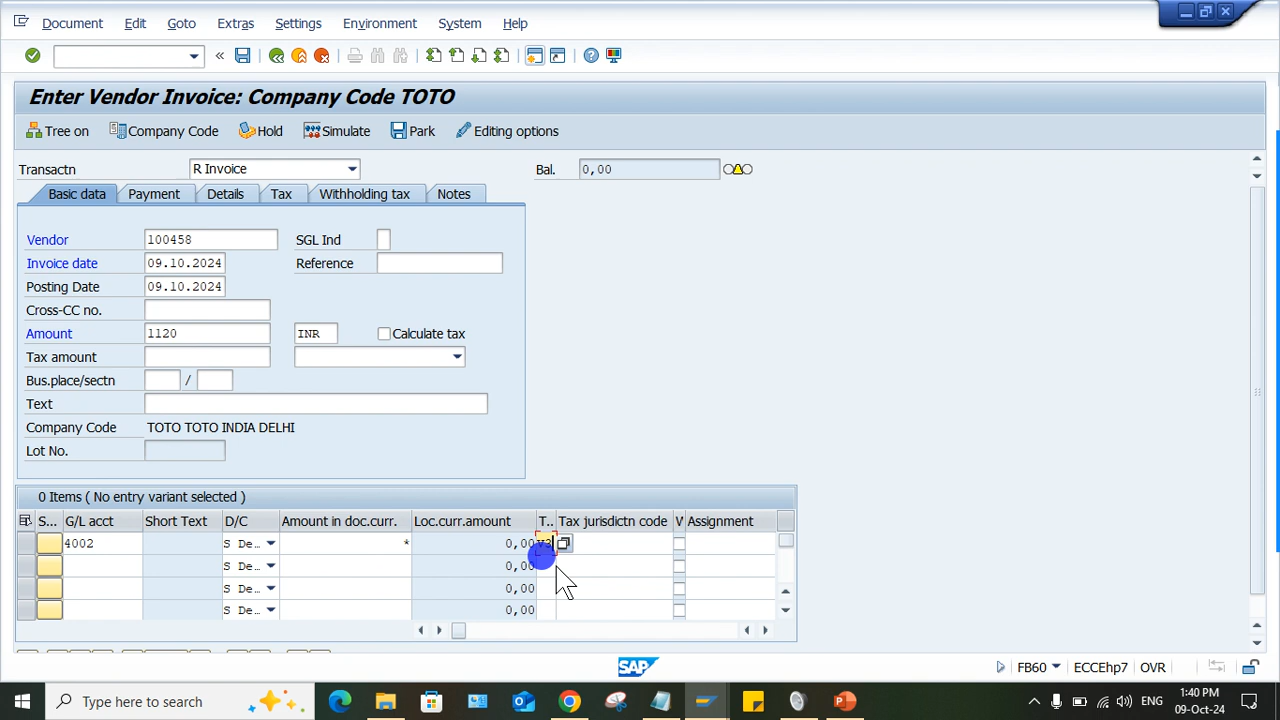 Document Edit Goto Extras Settings Environment System Help
Enter Vendor Invoice: Company Code TOTO
Tree on Company Code Hold Simulate Park Editing options
Transactn R Invoice Bal. 0,00
Basic data Payment Details Tax Withholding tax Notes
Vendor 100458 SGL Ind
Invoice date 09.10.2024 Reference
Posting Date 09.10.2024
Cross-CC no.
Amount 1120 INR Calculate tax
Tax amount
Bus.place/sectn /
Text
Company Code TOTO TOTO INDIA DELHI
Lot No.
0 Items ( No entry variant selected )
S... G/L acct Short Text D/C Amount in doc.curr. Loc.curr.amount T.. Tax jurisdictn code V Assignment
4002 S De... * 0,00
S De... 0,00
S De... 0,00
S De... 0,00
SAP FB60 ECCEhp7 OVR
Type here to search ENG 1:40 PM
09-Oct-24